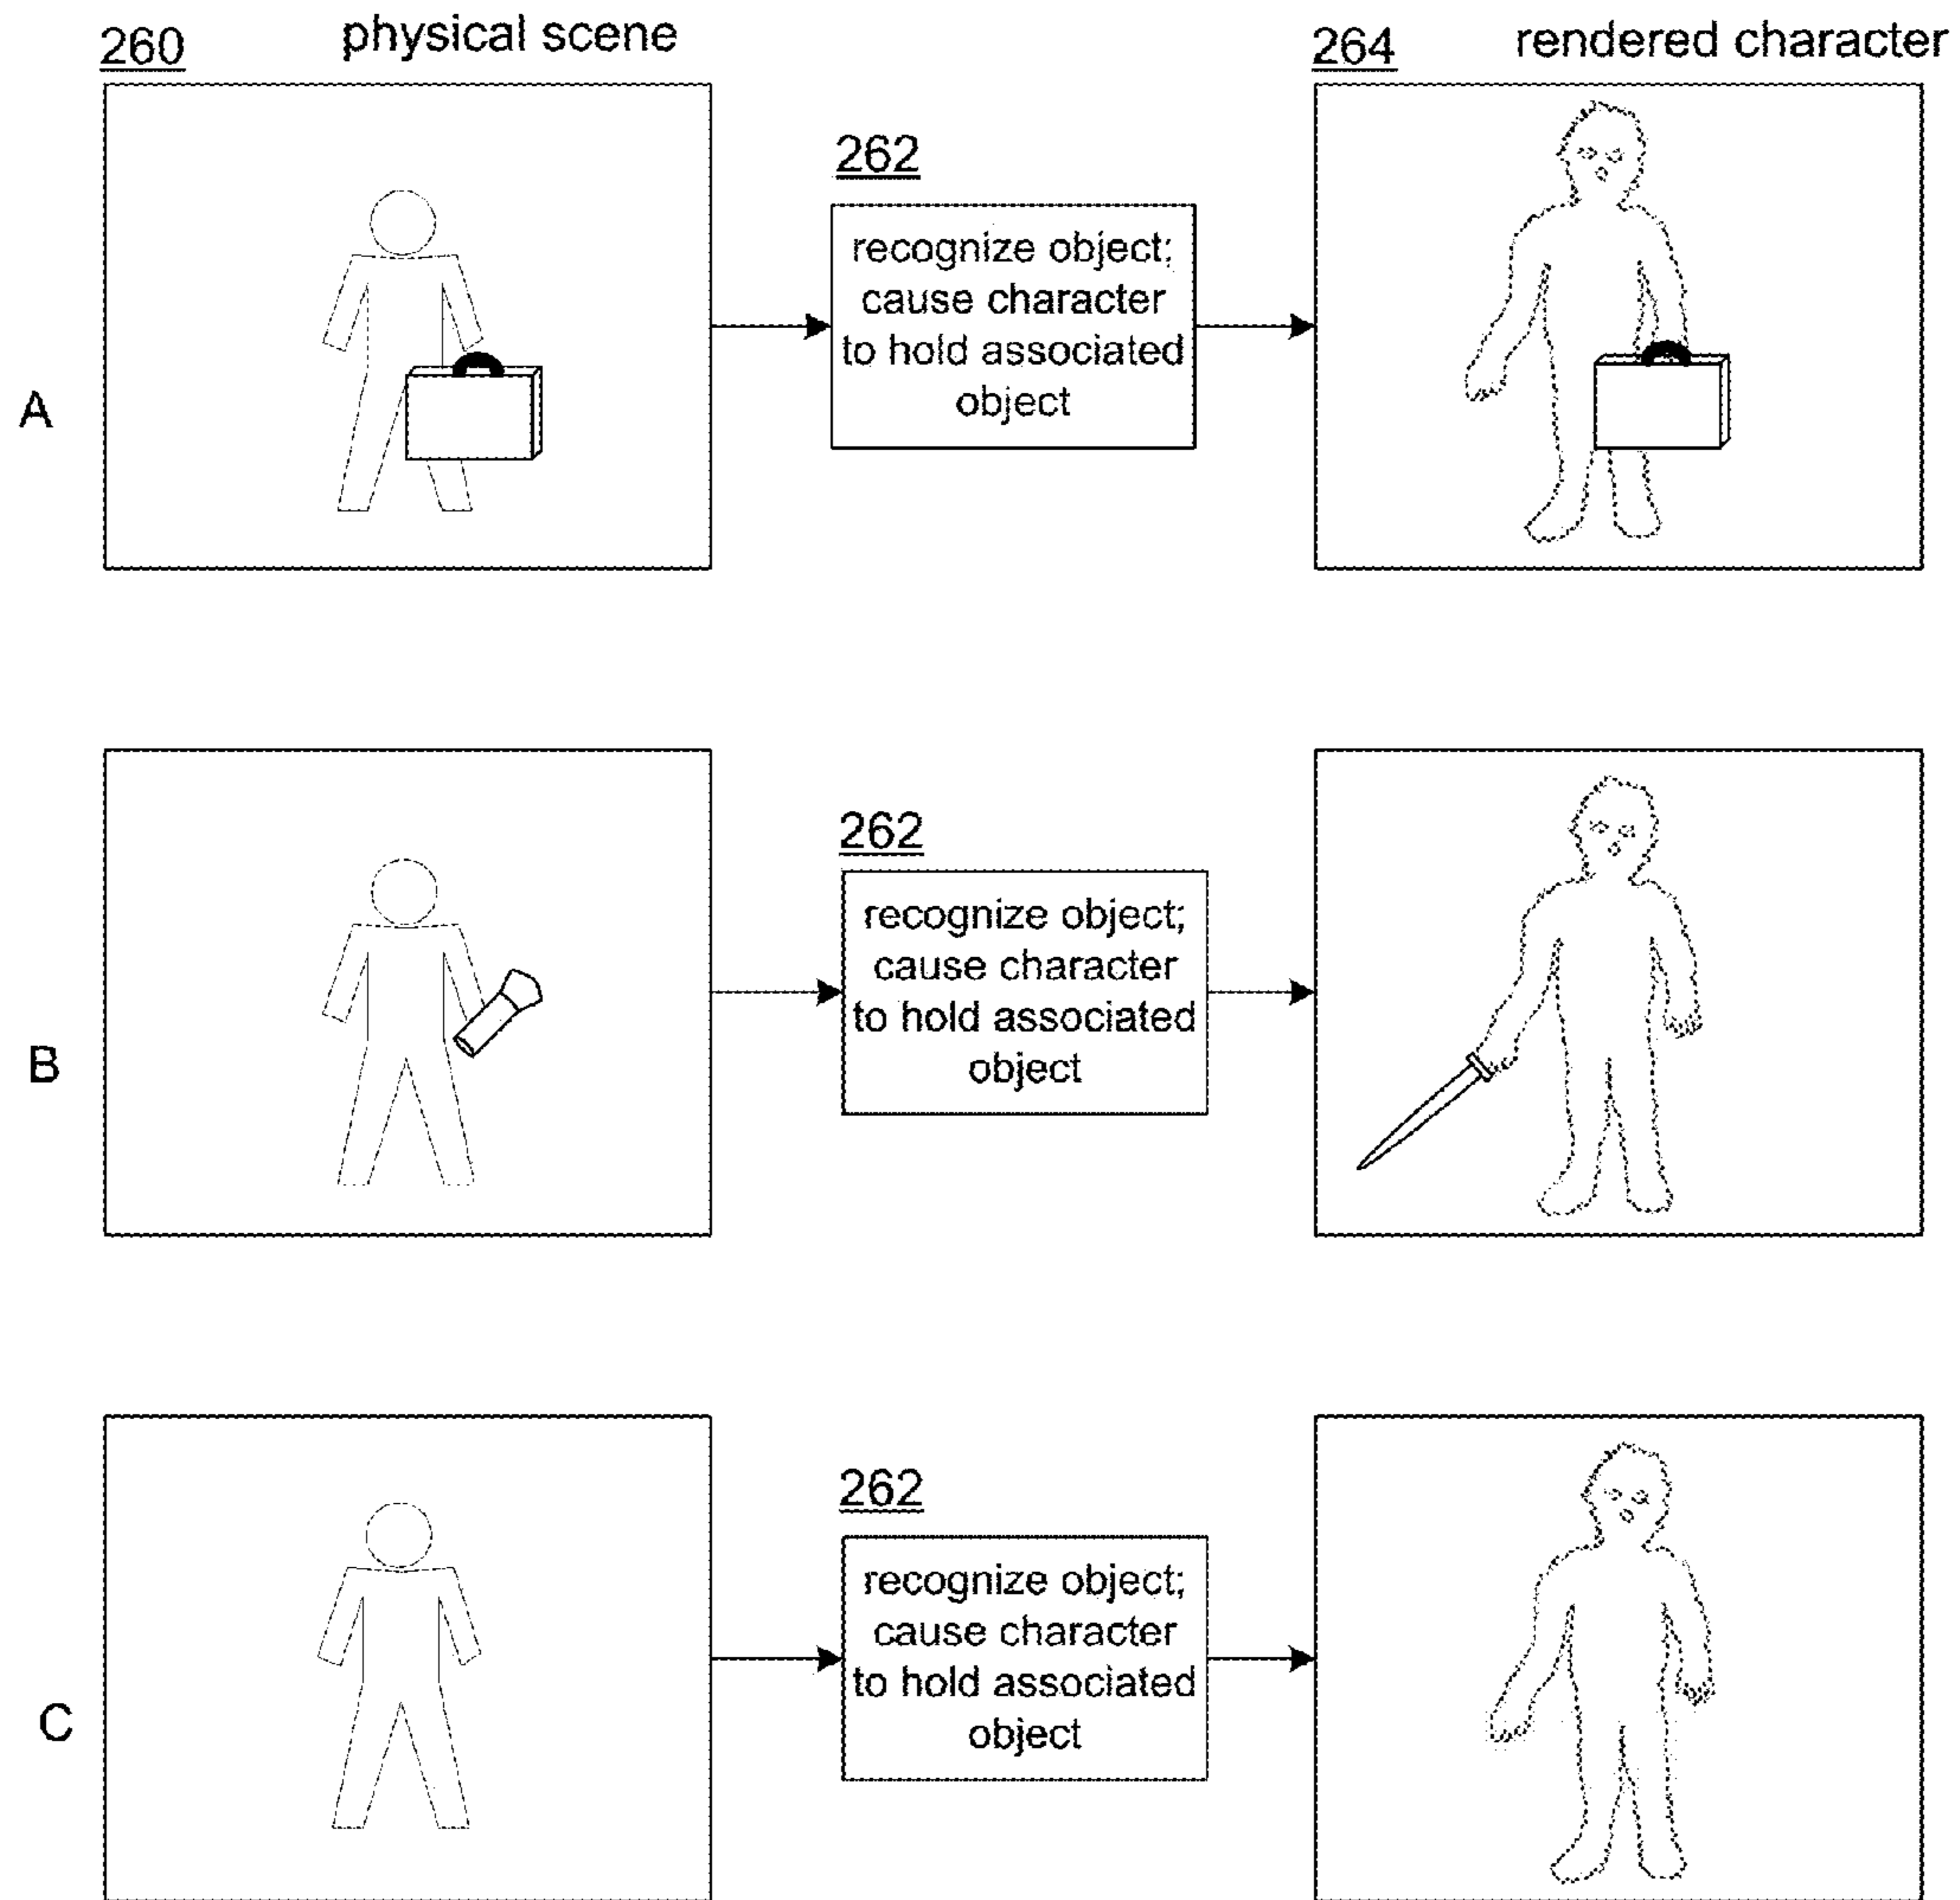 260
physical scene
264
rendered character
262
recognize object;
cause character
to hold associated
object
A
262
recognize object;
cause character
to hold associated
object
B
262
recognize object;
cause character
to hold associated
object
C